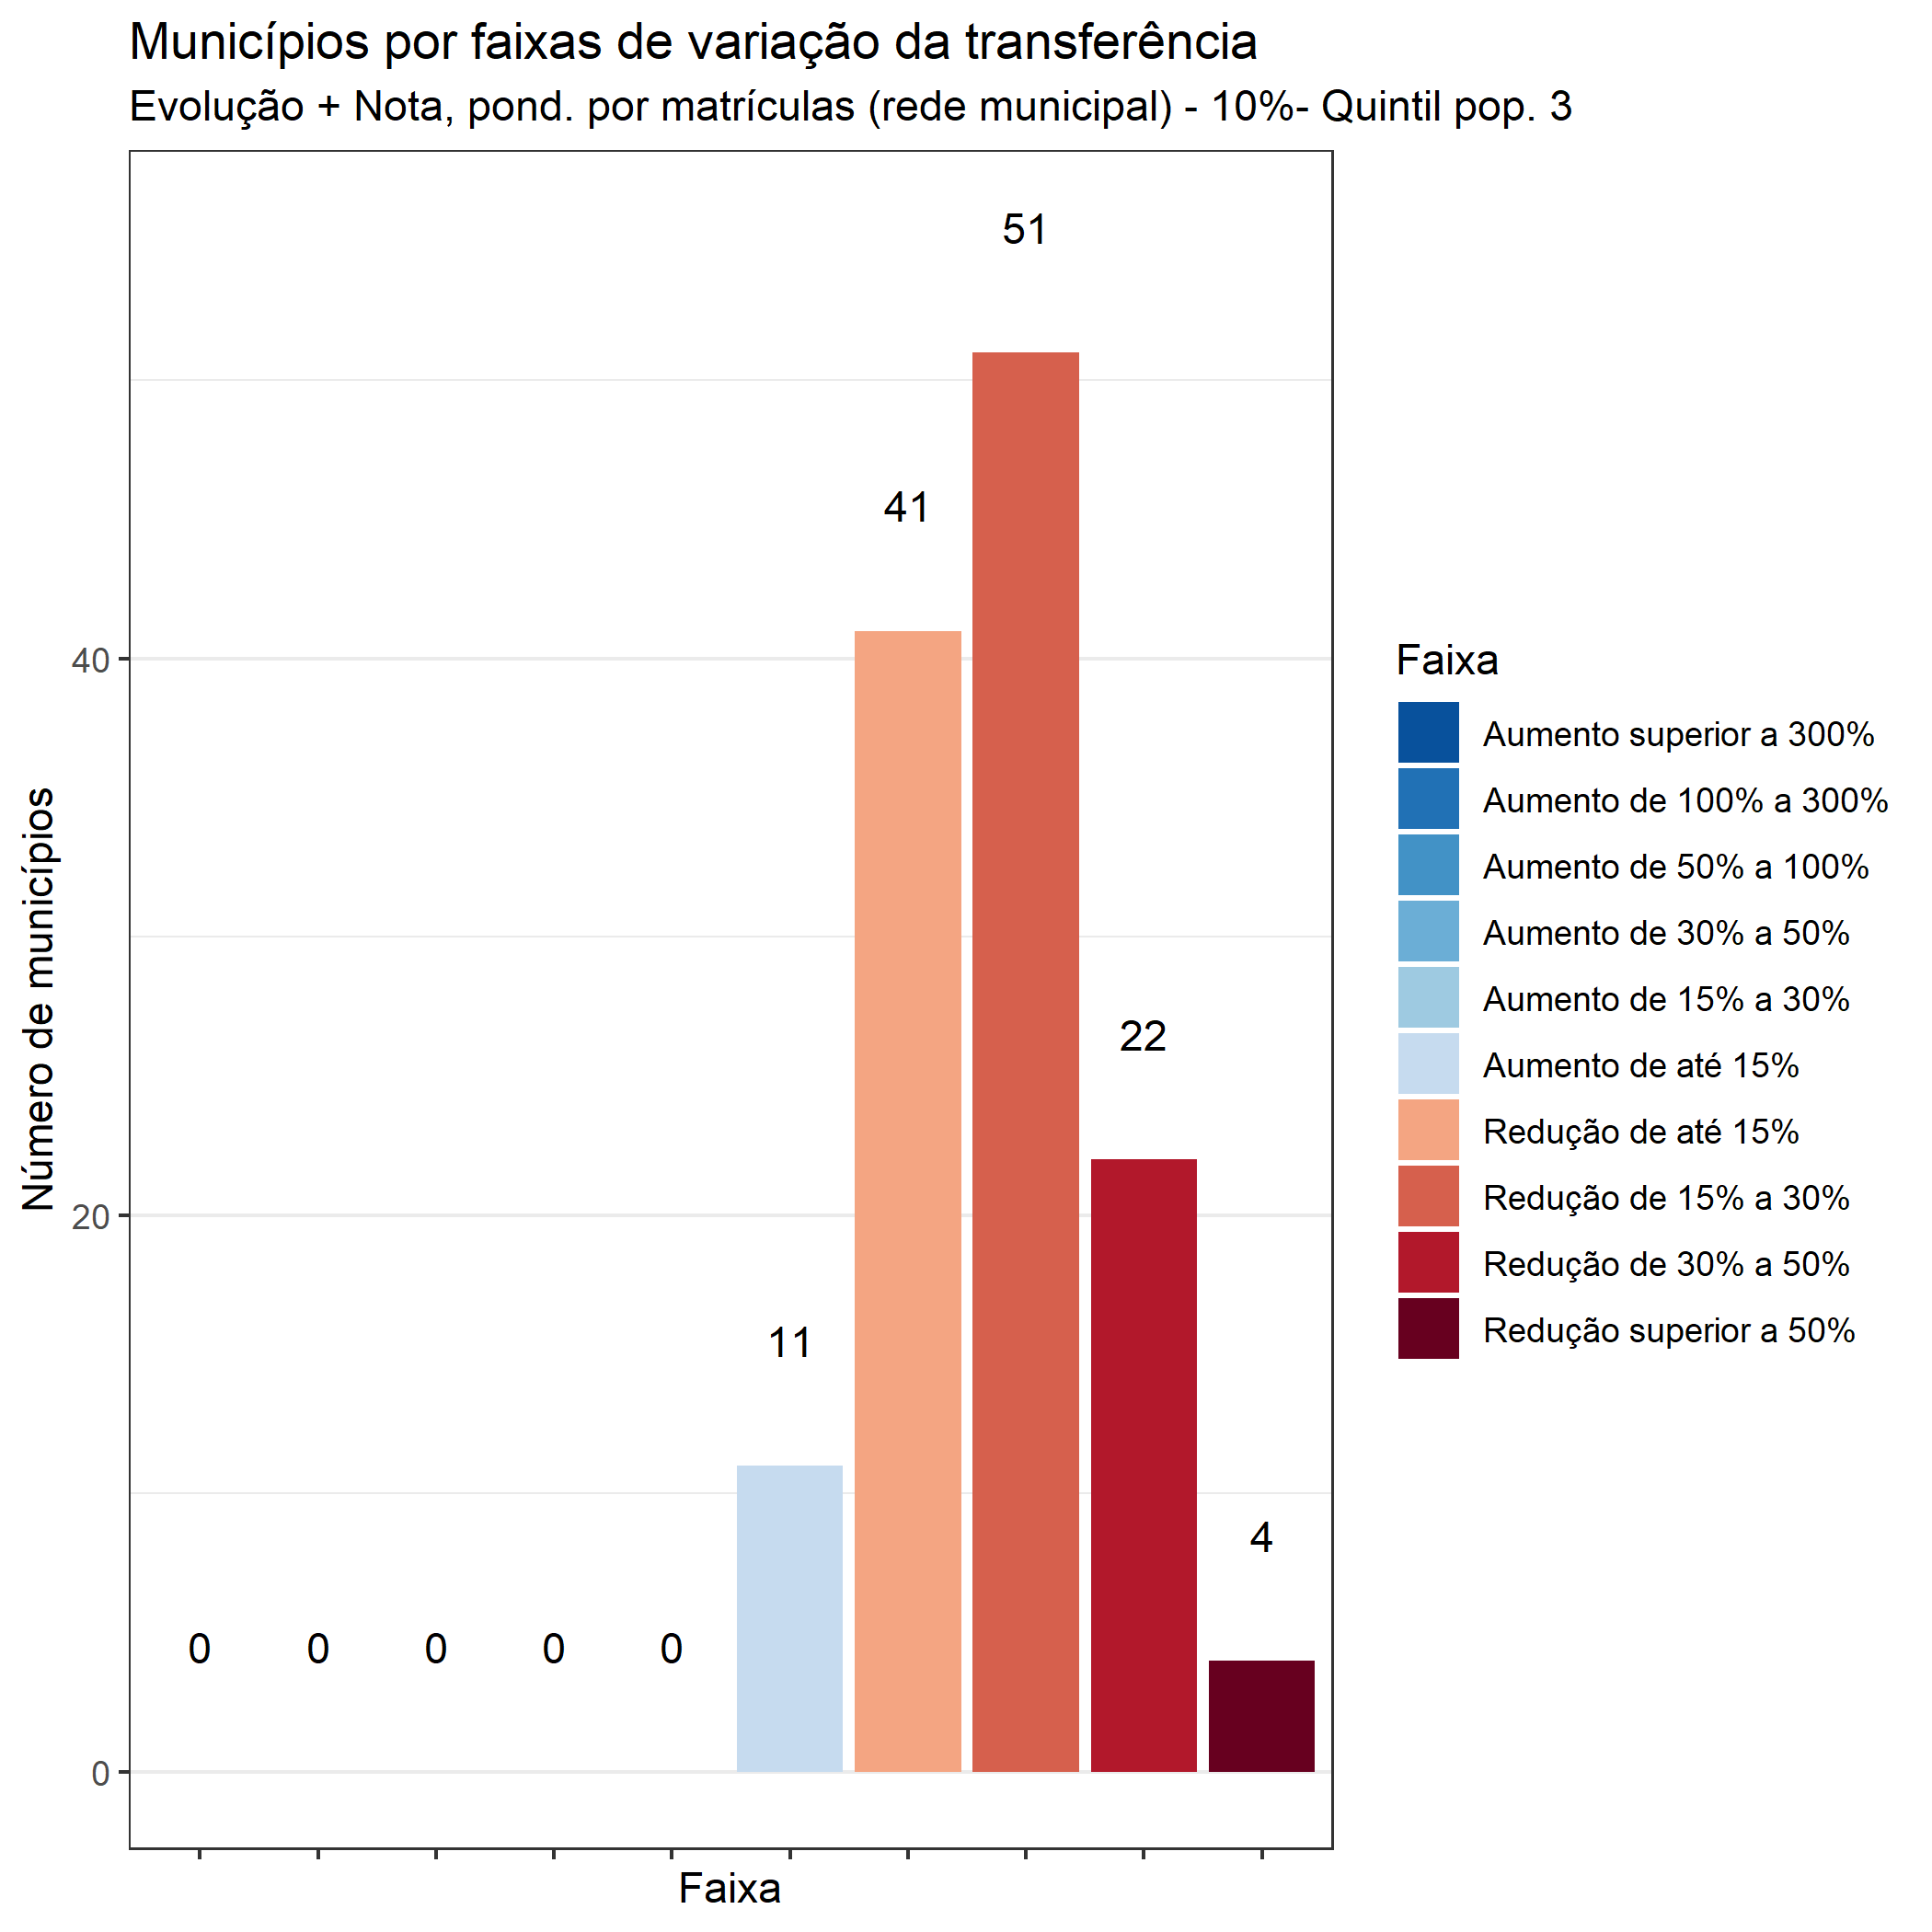 Municípios por faixas de variação da transferência
Evolução + Nota, pond. por matrículas (rede municipal) - 10%- Quintil pop. 3
Número de municípios
40
20
0
0
0
0
0
0
11
41
51
22
4
Faixa
Faixa
Aumento superior a 300%
Aumento de 100% a 300%
Aumento de 50% a 100%
Aumento de 30% a 50%
Aumento de 15% a 30%
Aumento de até 15%
Redução de até 15%
Redução de 15% a 30%
Redução de 30% a 50%
Redução superior a 50%